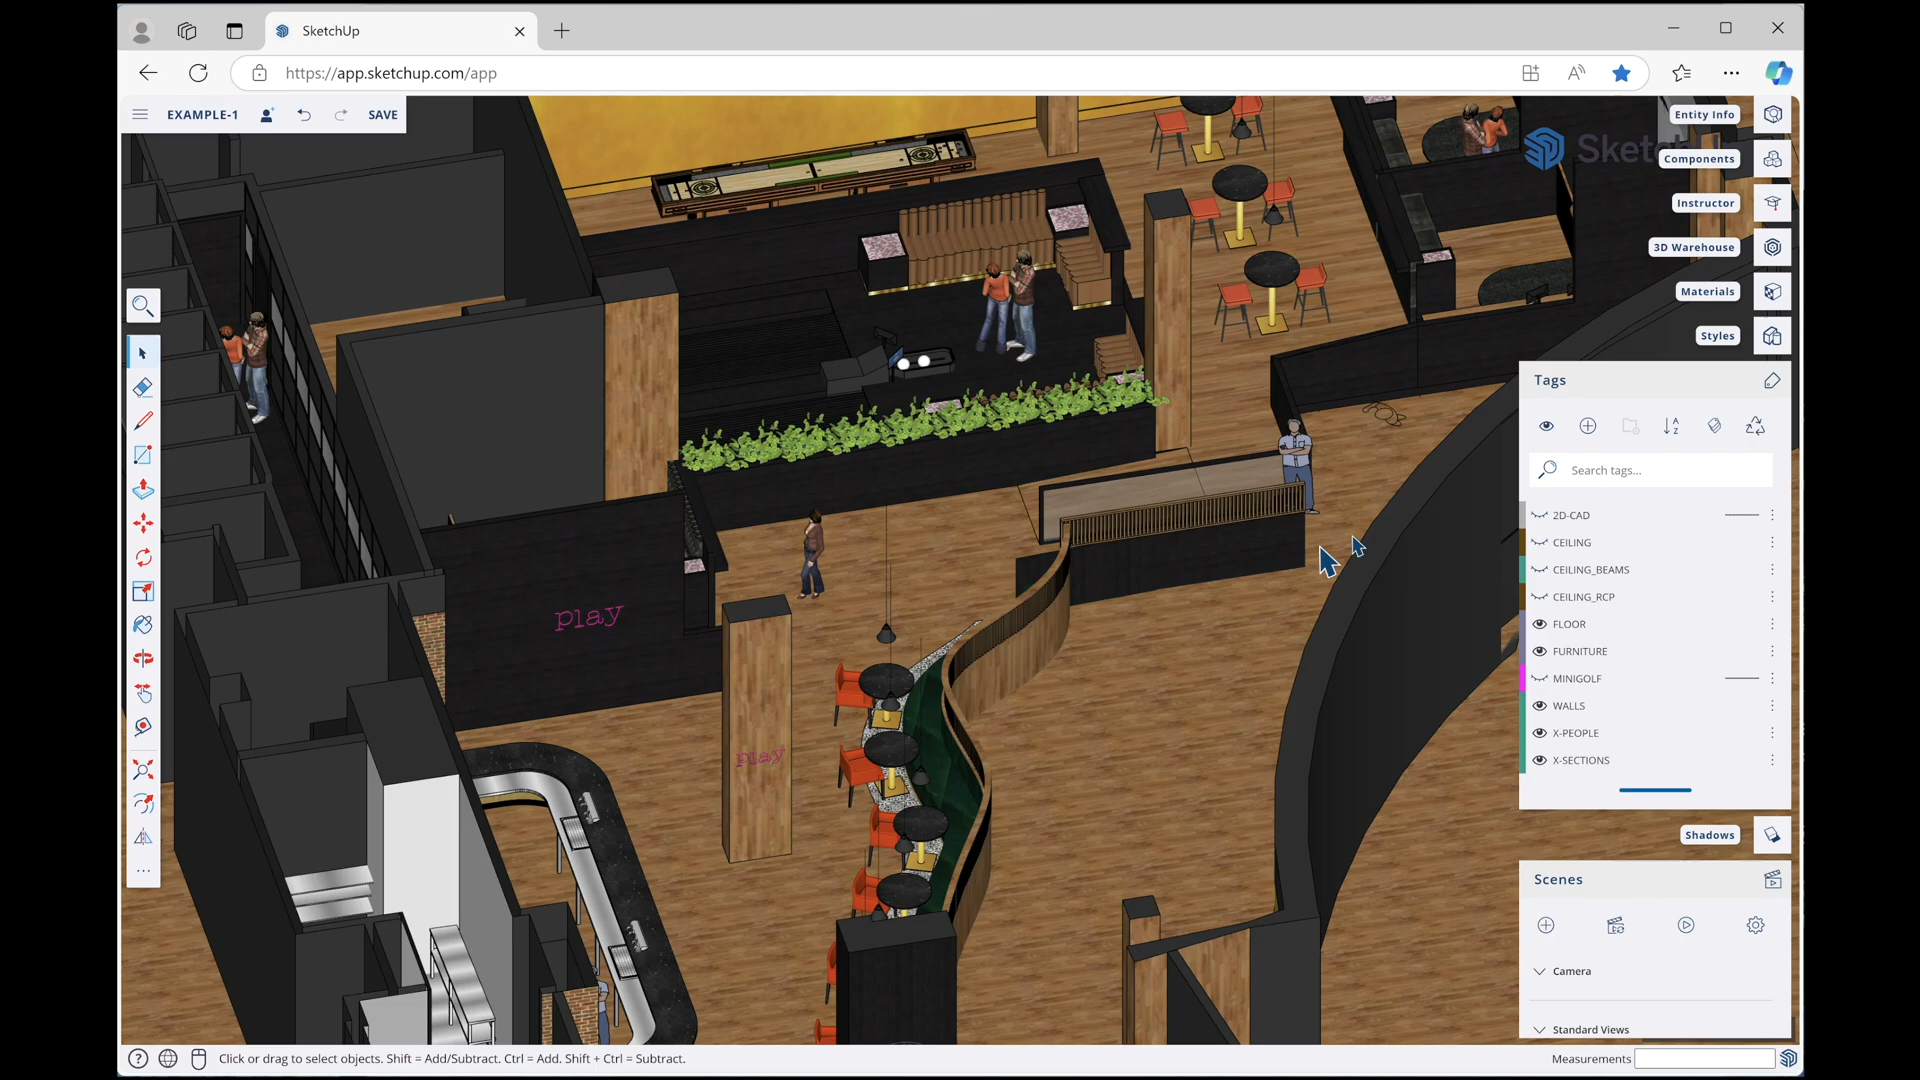 SketchUp
https://app.sketchup.com/app
EXAMPLE-1
SAVE
Entity Info
Components
Instructor
3D Warehouse
Materials
Styles
Tags
Search tags...
2D-CAD
CEILING
CEILING_BEAMS
CEILING_RCP
FLOOR
FURNITURE
MINIGOLF
WALLS
X-PEOPLE
X-SECTIONS
Shadows
Scenes
Camera
Standard Views
play
play
Click or drag to select objects. Shift = Add/Subtract. Ctrl = Add. Shift + Ctrl = Subtract.
Measurements